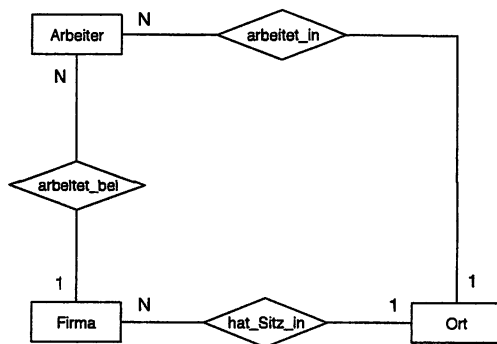 N
Arbeiter
arbeitet_in
N
arbeitet_bei
1
1
N
1
Firma
hat_Sitz_in
Ort